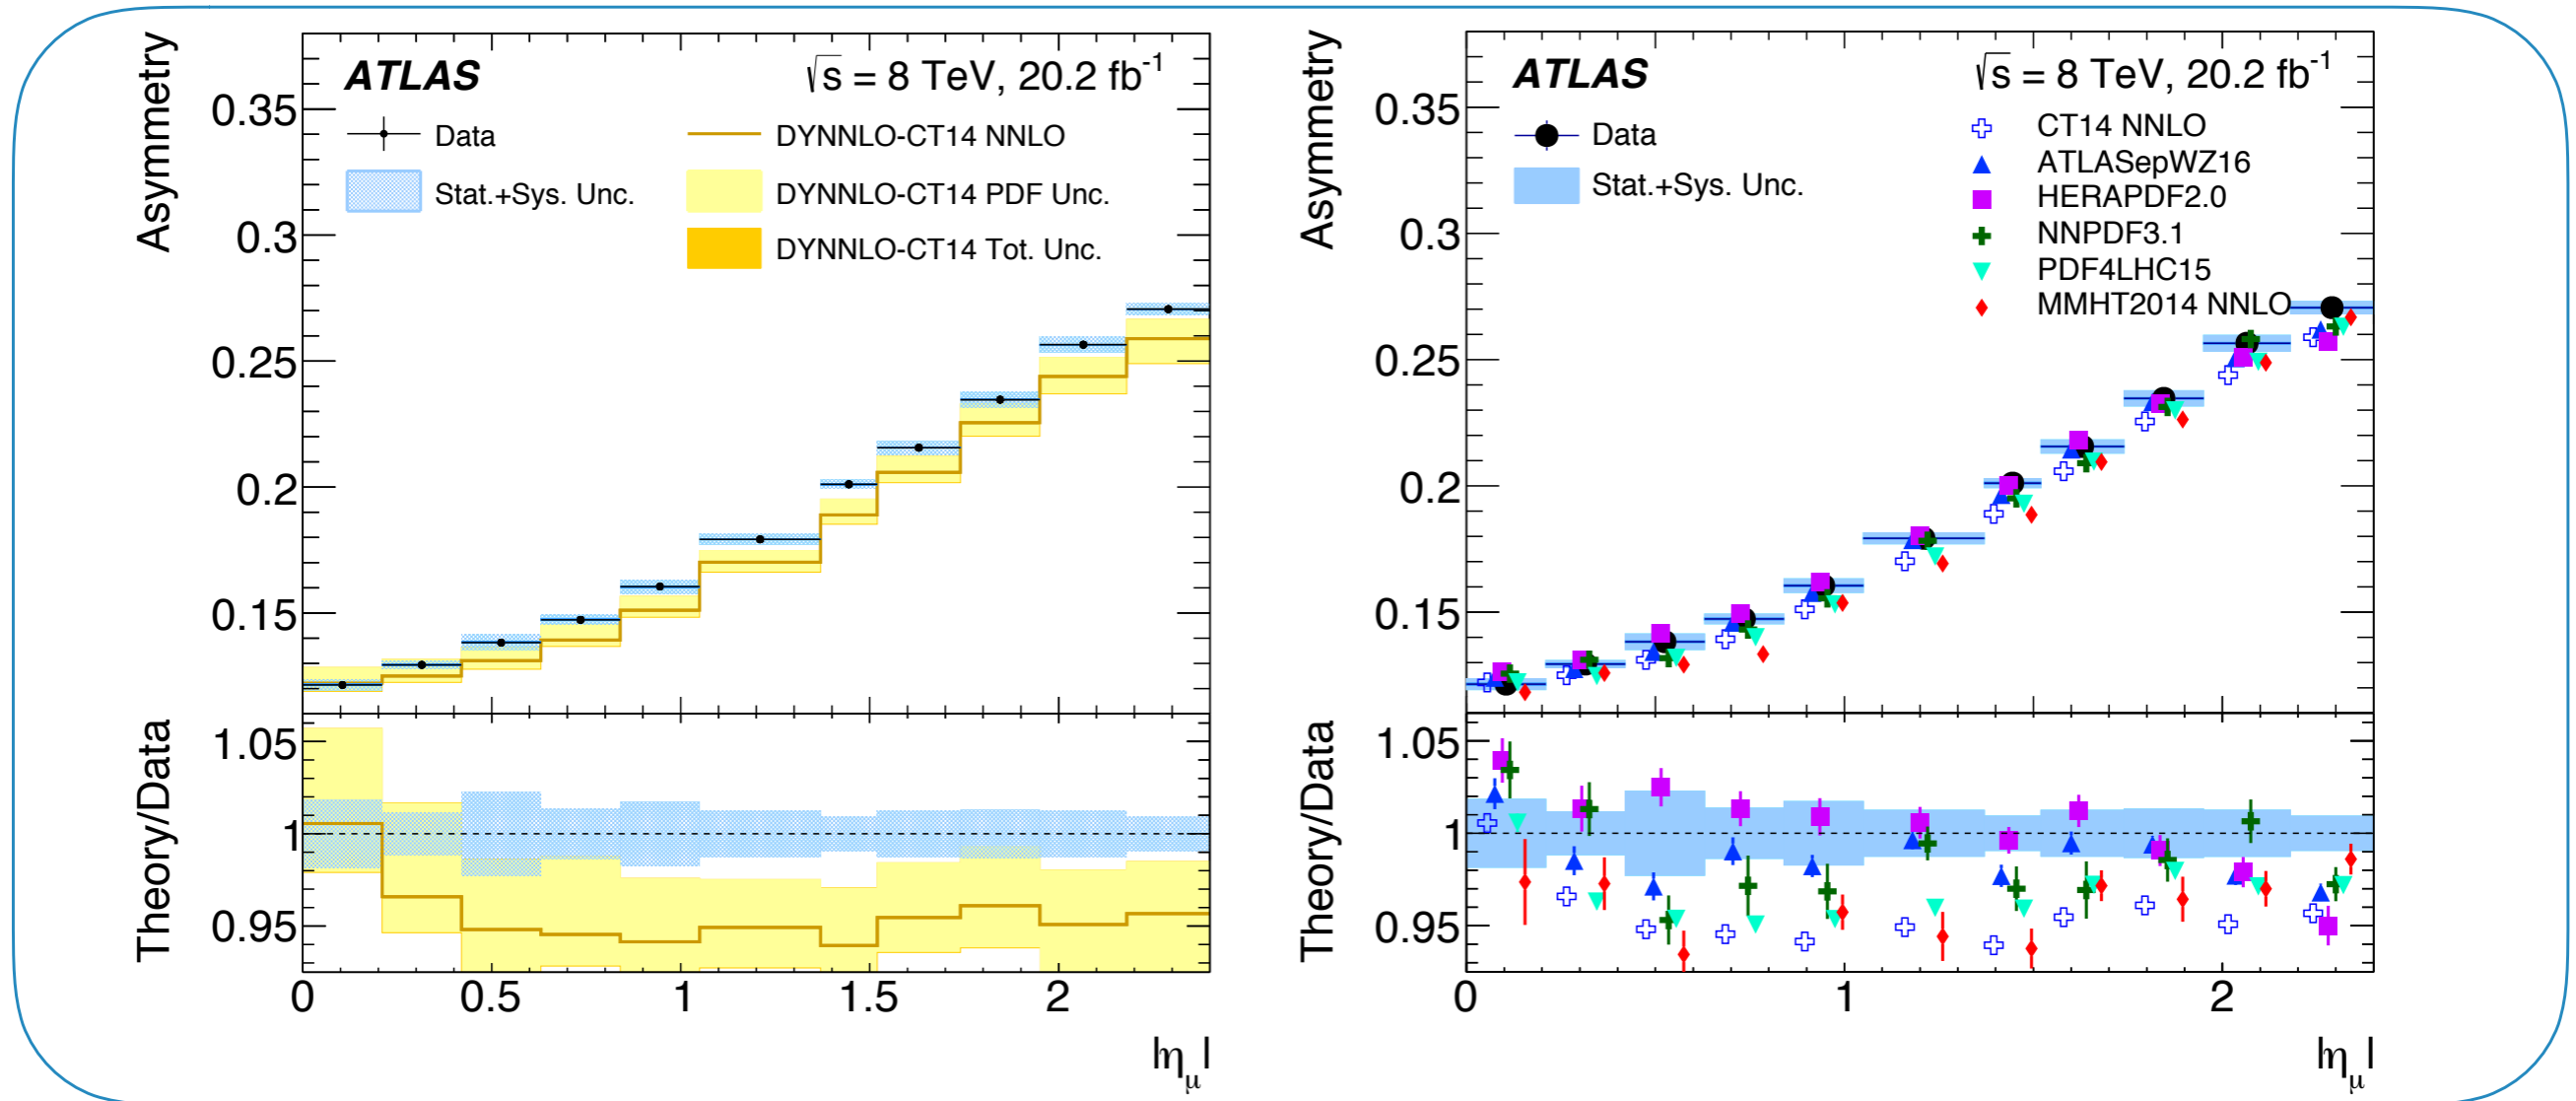 Asymmetry
ATLAS
√s = 8 TeV, 20.2 fb⁻¹
Data
Stat.+Sys. Unc.
DYNNLO-CT14 NNLO
DYNNLO-CT14 PDF Unc.
DYNNLO-CT14 Tot. Unc.
0.35
0.3
0.25
0.2
0.15
Theory/Data
1.05
1
0.95
0 0.5 1 1.5 2
|ημ|
Asymmetry
ATLAS
√s = 8 TeV, 20.2 fb⁻¹
Data
Stat.+Sys. Unc.
CT14 NNLO
ATLASepWZ16
HERAPDF2.0
NNPDF3.1
PDF4LHC15
MMHT2014 NNLO
0.35
0.3
0.25
0.2
0.15
Theory/Data
1.05
1
0.95
0 1 2
|ημ|